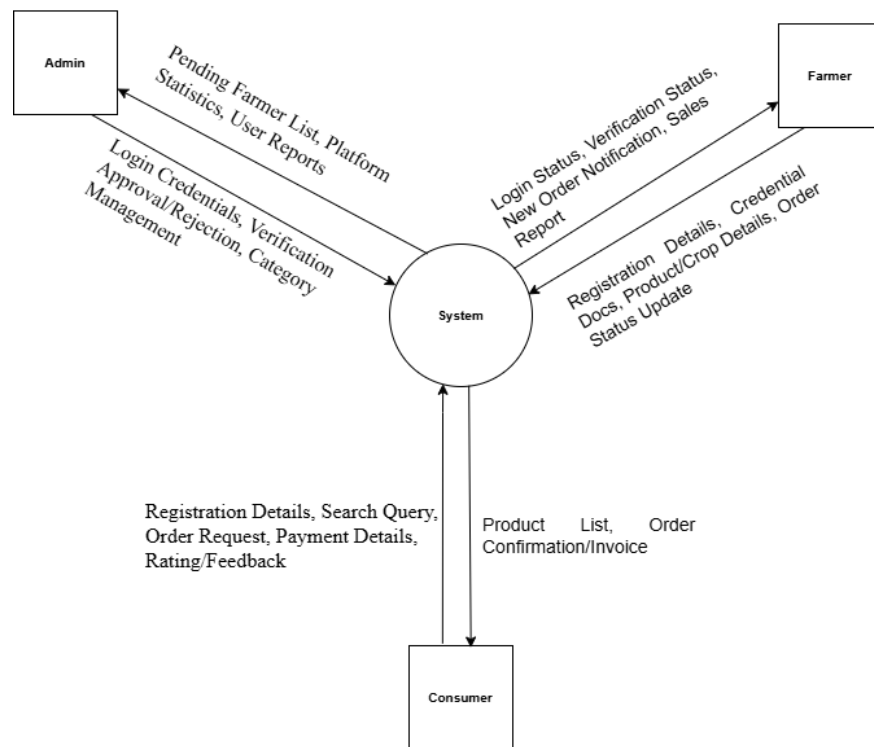 Admin
Pending Farmer List, Platform
Statistics, User Reports
Login Credentials, Verification
Approval/Rejection, Category
Management
Farmer
Login Status, Verification Status,
New Order Notification, Sales
Report
Registration Details, Credential
Docs, Product/Crop Details, Order
Status Update
System
Registration Details, Search Query,
Order Request, Payment Details,
Rating/Feedback
Product List, Order
Confirmation/Invoice
Consumer